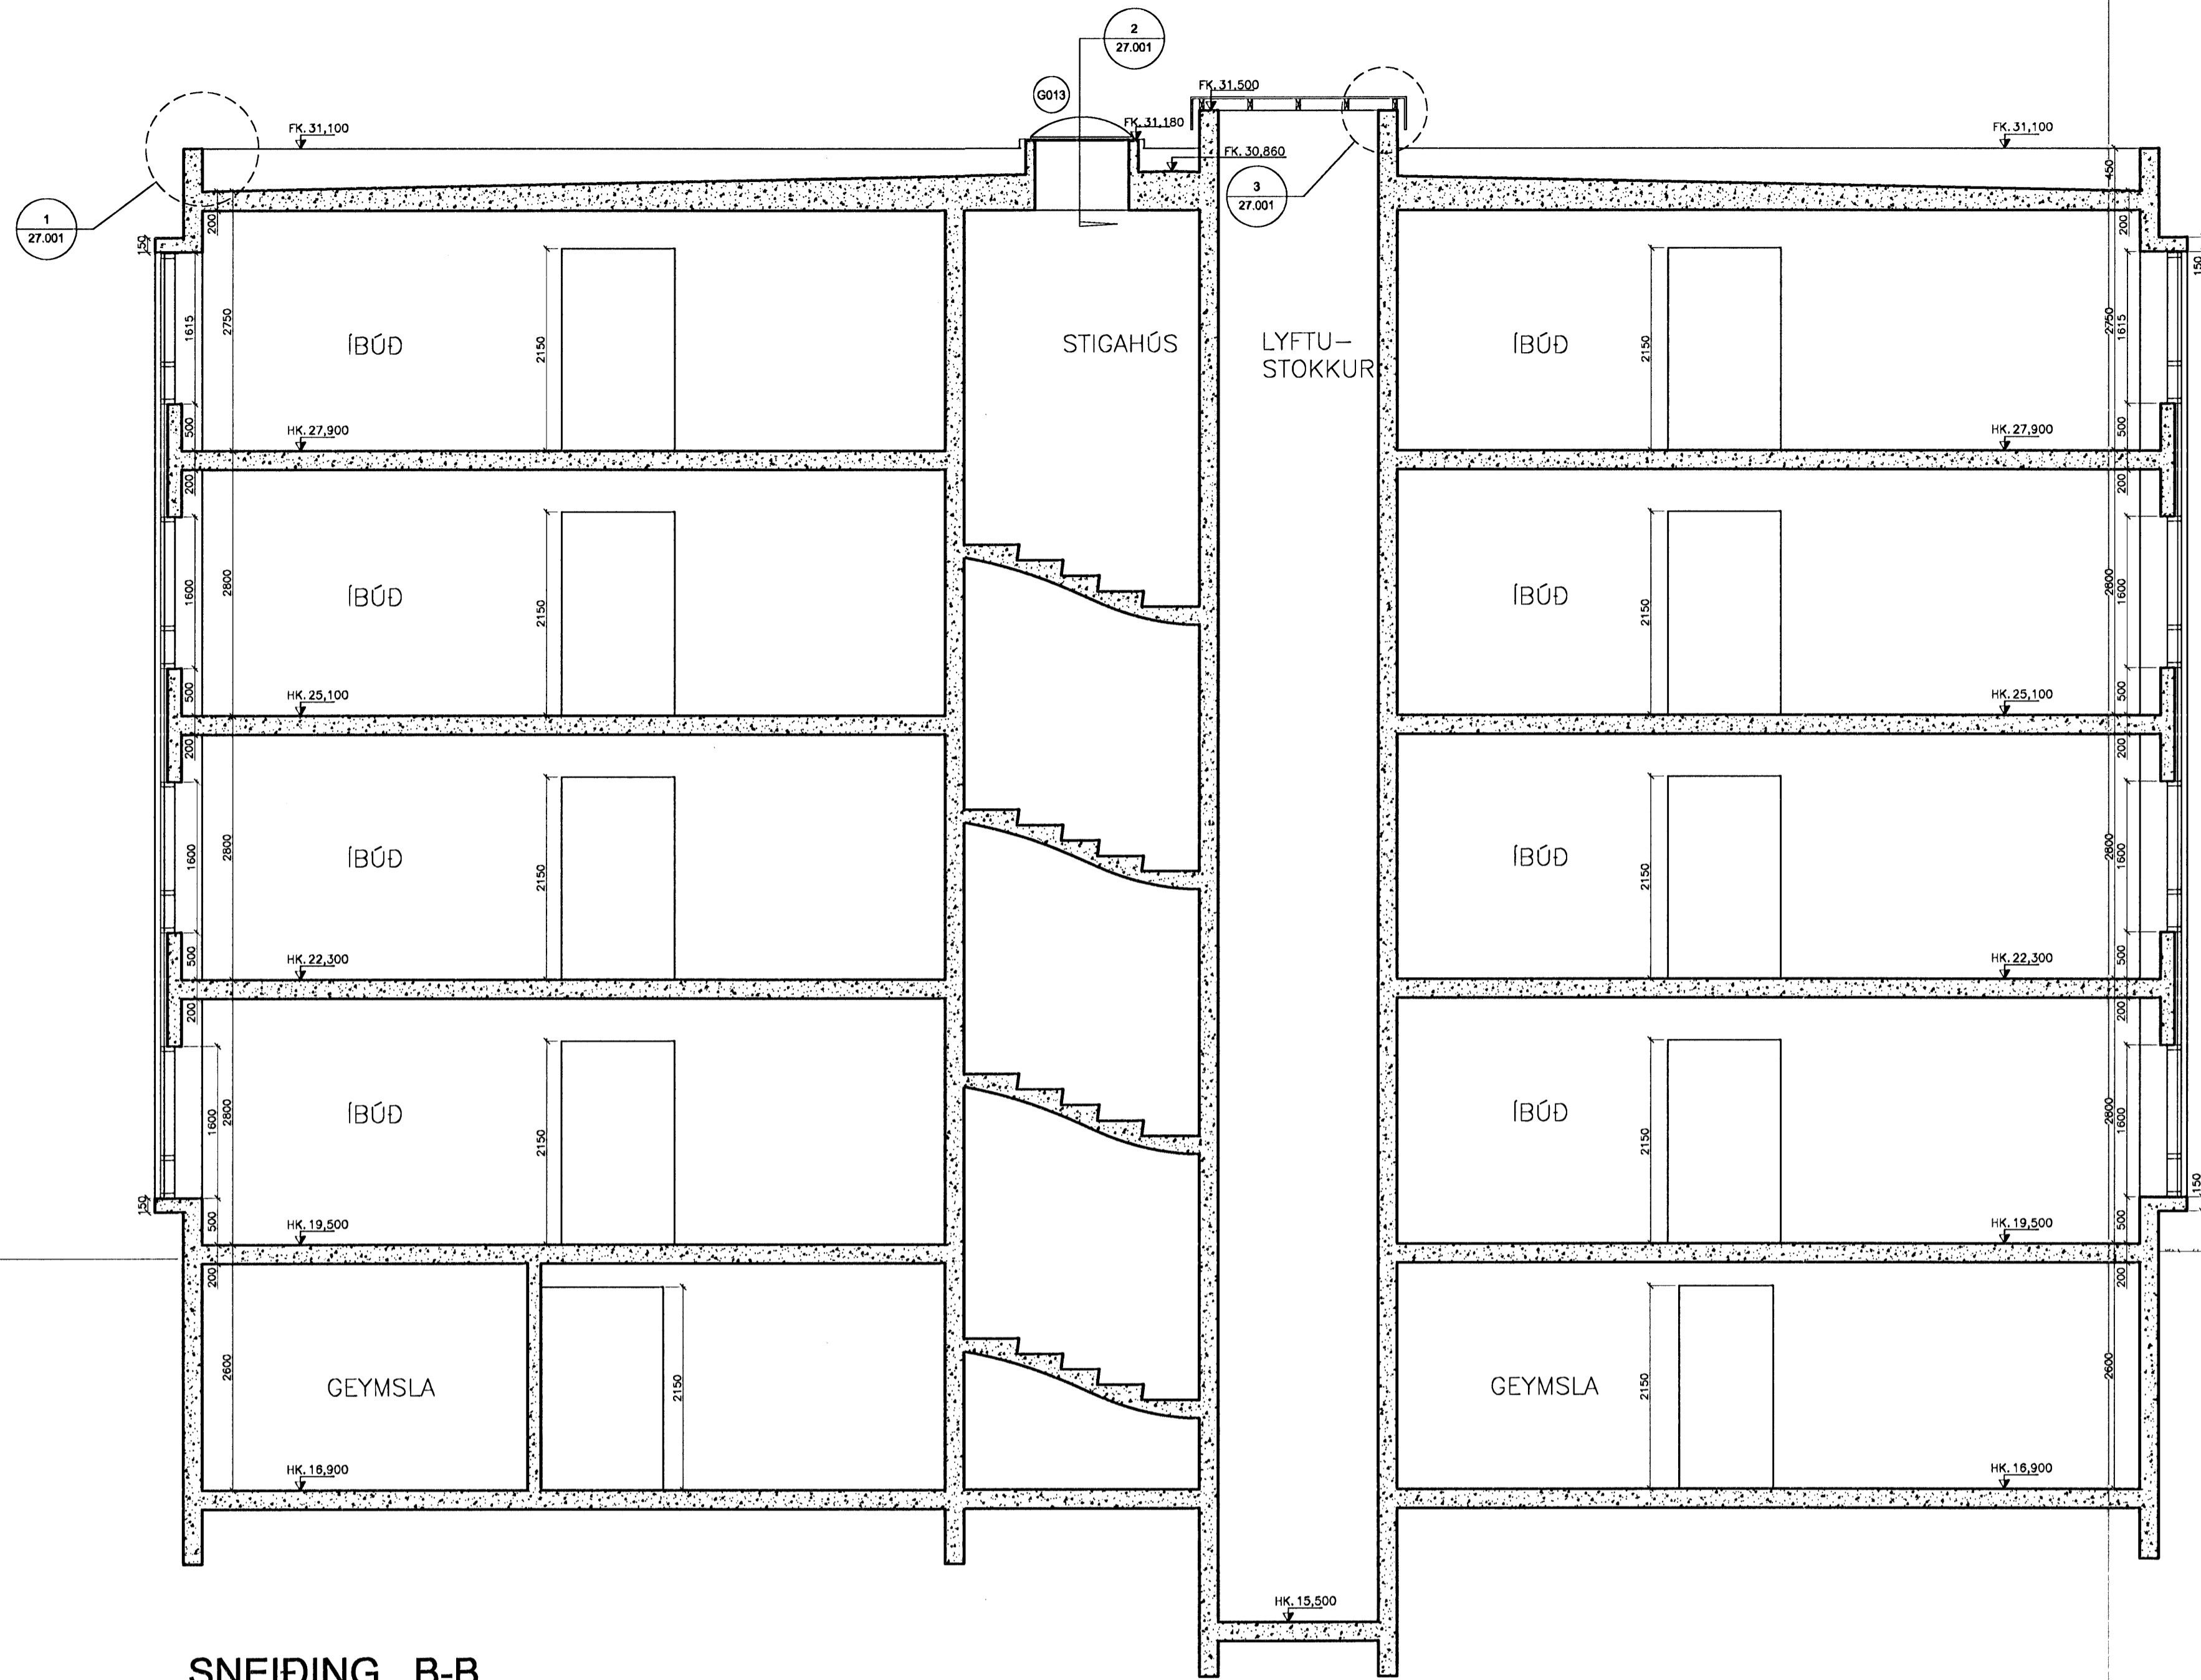 2
27.001
G013
FK. 31,500
FK. 31,180
FK. 31,100
FK. 31,100
FK. 30,860
3
27.001
1
27.001
450
200
200
150
150
1615
2750
2150
ÍBÚÐ
STIGAHÚS
LYFTU-
STOKKUR
2150
ÍBÚÐ
2750
1615
500
HK. 27,900
HK. 27,900
500
200
200
1600
2800
ÍBÚÐ
2150
2150
ÍBÚÐ
2800
1600
500
HK. 25,100
HK. 25,100
500
200
200
1600
2800
ÍBÚÐ
2150
2150
ÍBÚÐ
2800
1600
500
HK. 22,300
HK. 22,300
500
200
200
1600
2800
ÍBÚÐ
2150
2150
ÍBÚÐ
2800
1600
150
150
500
HK. 19,500
HK. 19,500
500
200
200
2600
GEYMSLA
2150
2150
GEYMSLA
2600
HK. 16,900
HK. 16,900
HK. 15,500
SNEIÐING B-B